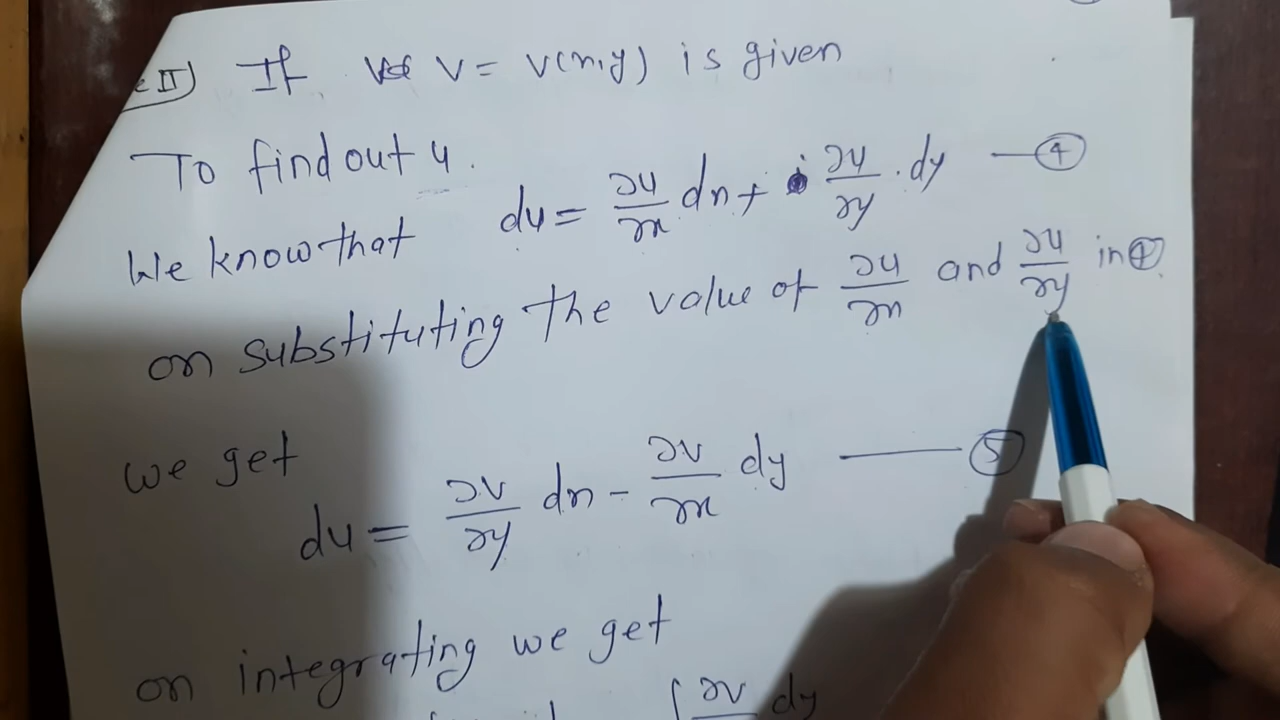 e II) If V = V(x,y) is given
To find out u.
We know that du = ∂u/∂x dx + ∂u/∂y . dy — ④
on substituting the value of ∂u/∂x and ∂u/∂y in ④
we get
du = ∂v/∂y dx - ∂v/∂x dy — ⑤
on integrating we get
∫ ∂v dy